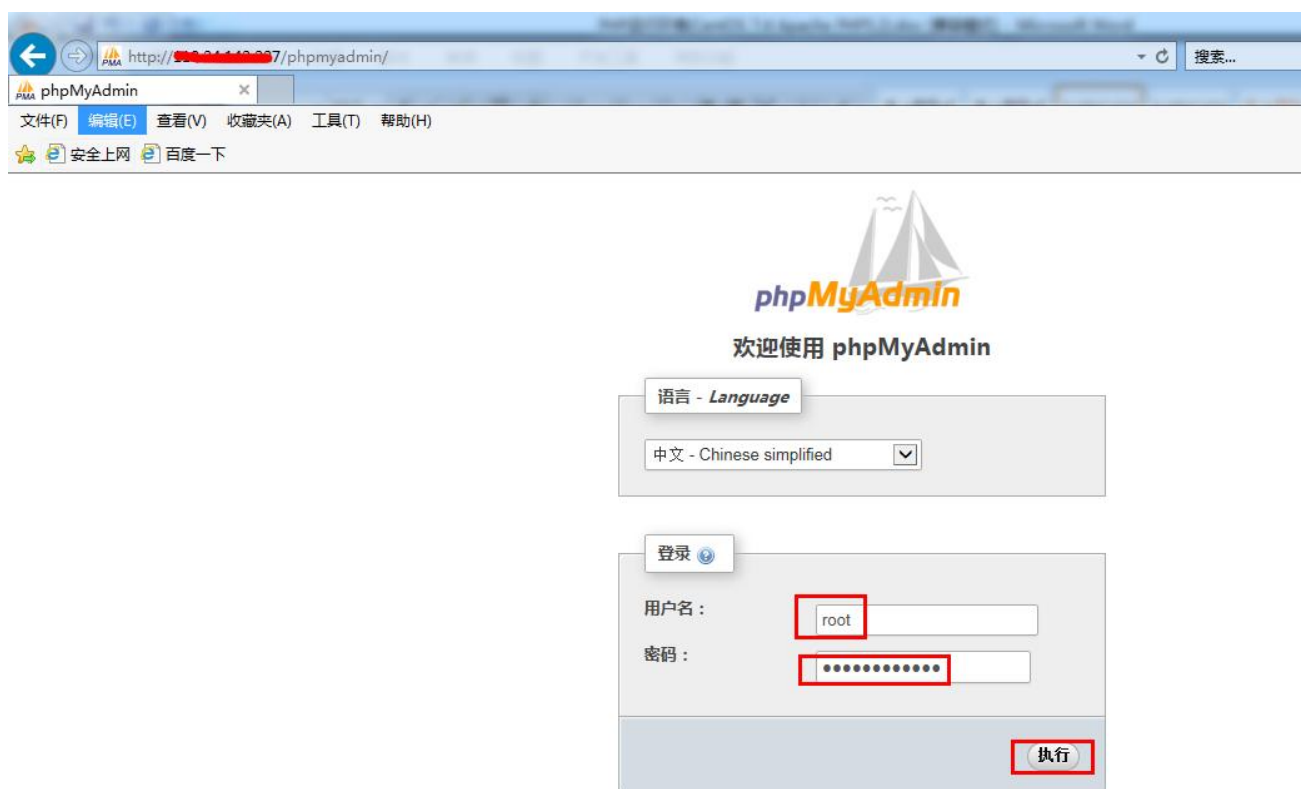 http:// /phpmyadmin/
搜索...
phpMyAdmin
文件(F) 编辑(E) 查看(V) 收藏夹(A) 工具(T) 帮助(H)
安全上网 百度一下
phpMyAdmin
欢迎使用 phpMyAdmin
语言 - Language
中文 - Chinese simplified
登录
用户名：
root
密码：
••••••••••••
执行